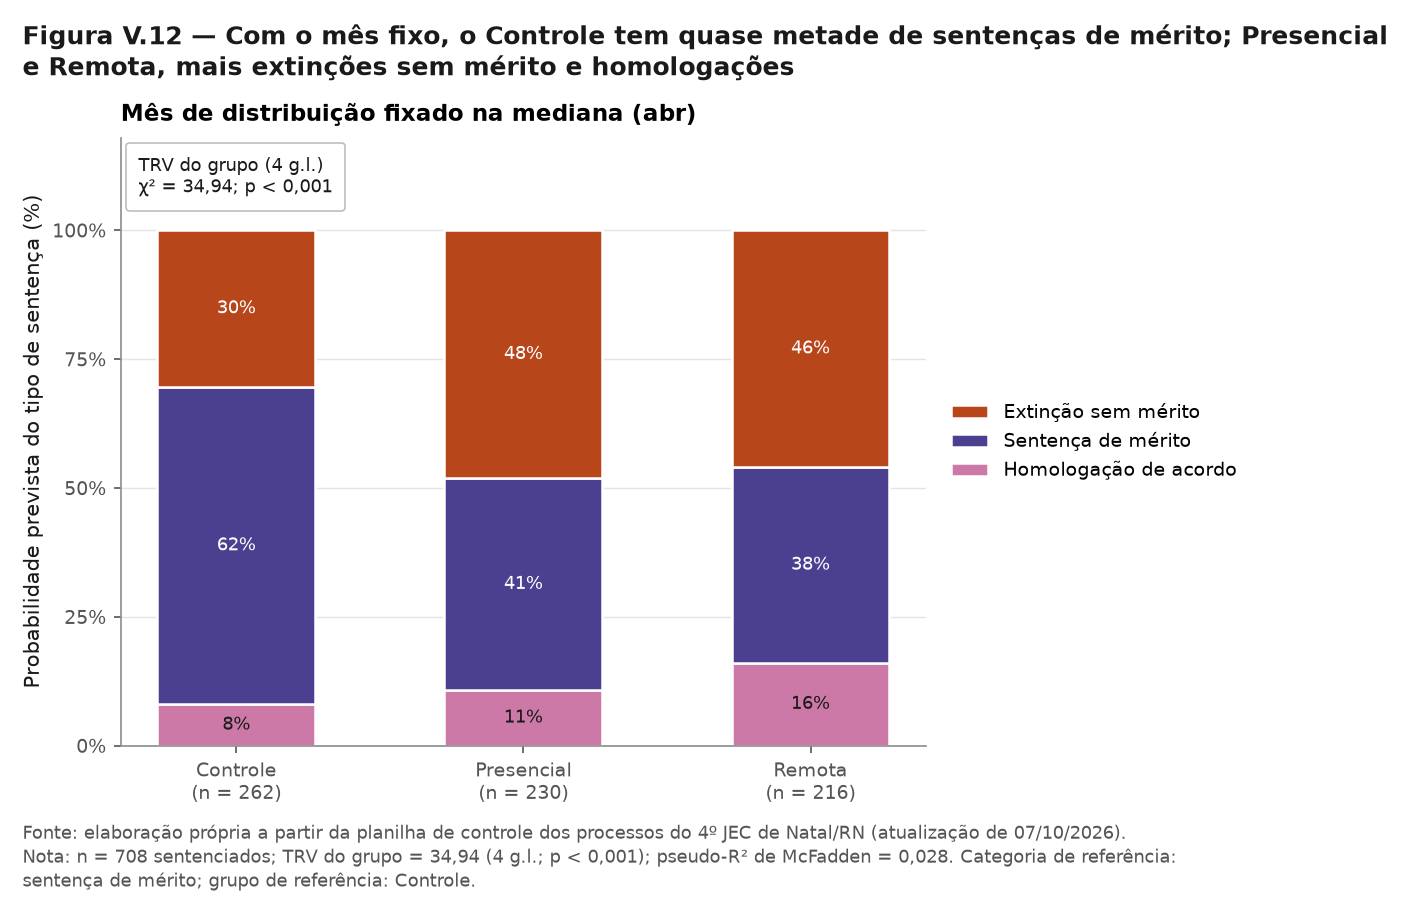 Figura V.12 — Com o mês fixo, o Controle tem quase metade de sentenças de mérito; Presencial
e Remota, mais extinções sem mérito e homologações
Mês de distribuição fixado na mediana (abr)
TRV do grupo (4 g.l.)
χ² = 34,94; p < 0,001
Probabilidade prevista do tipo de sentença (%)
100%
75%
50%
25%
0%
30%
62%
8%
48%
41%
11%
46%
38%
16%
Extinção sem mérito
Sentença de mérito
Homologação de acordo
Controle
(n = 262)
Presencial
(n = 230)
Remota
(n = 216)
Fonte: elaboração própria a partir da planilha de controle dos processos do 4º JEC de Natal/RN (atualização de 07/10/2026).
Nota: n = 708 sentenciados; TRV do grupo = 34,94 (4 g.l.; p < 0,001); pseudo-R² de McFadden = 0,028. Categoria de referência:
sentença de mérito; grupo de referência: Controle.